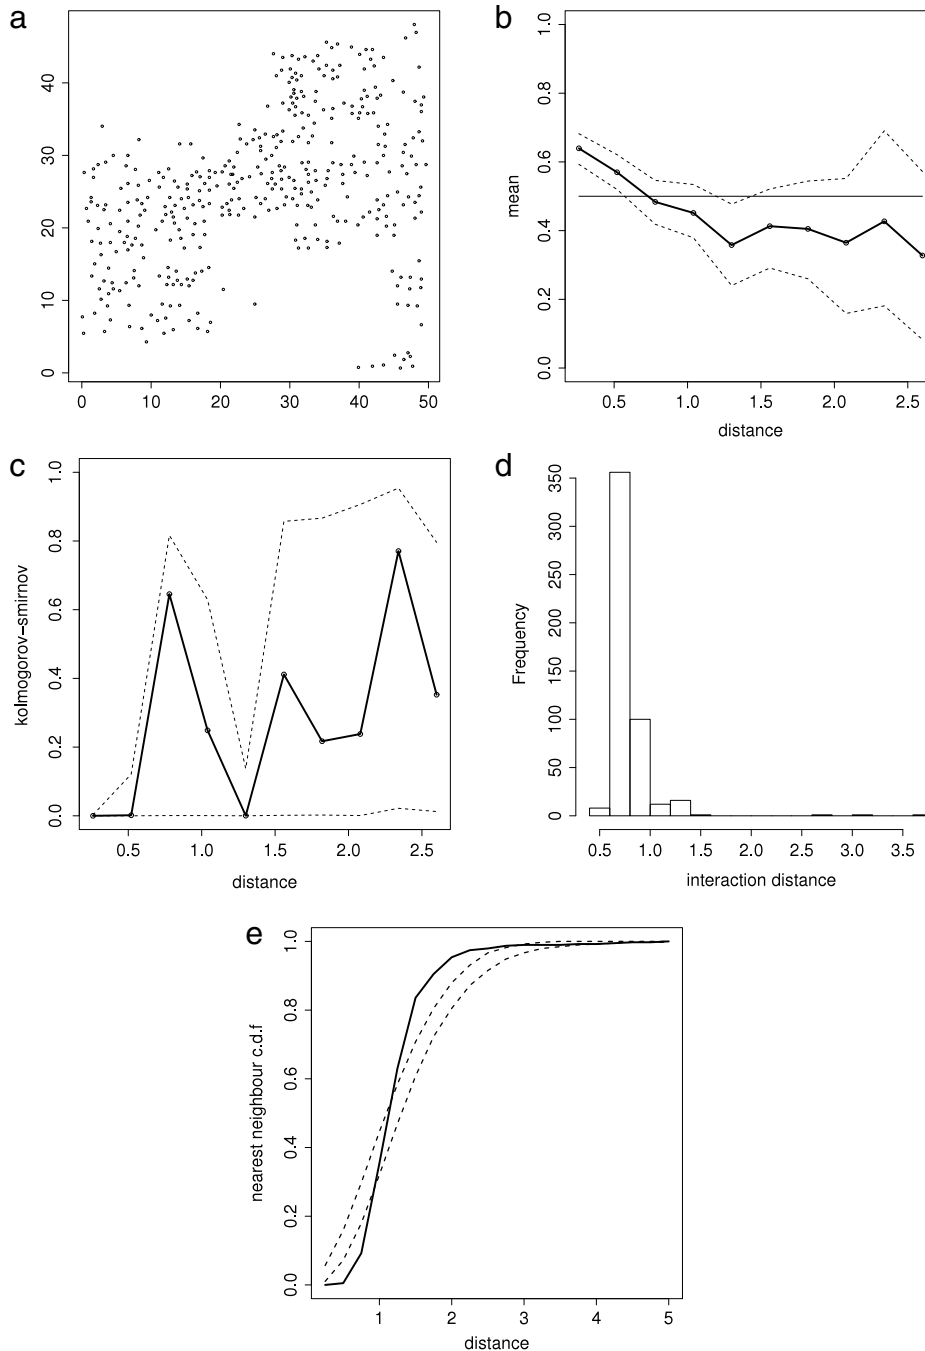 a
40
30
20
10
0
0 10 20 30 40 50
b
1.0
0.8
0.6
0.4
0.2
0.0
mean
0.5 1.0 1.5 2.0 2.5
distance
c
1.0
0.8
0.6
0.4
0.2
0.0
kolmogorov−smirnov
0.5 1.0 1.5 2.0 2.5
distance
d
350
300
250
200
150
100
50
0
Frequency
0.5 1.0 1.5 2.0 2.5 3.0 3.5
interaction distance
e
1.0
0.8
0.6
0.4
0.2
0.0
nearest neighbour c.d.f
1 2 3 4 5
distance